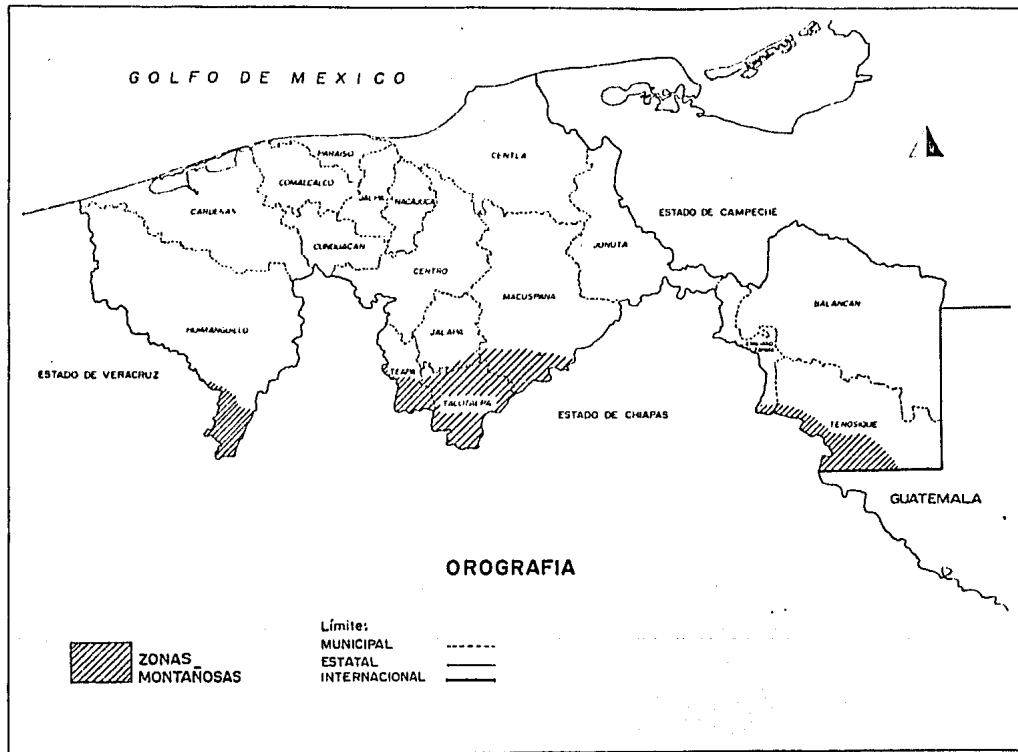 GOLFO DE MEXICO
PARAISO
CENTLA
COMALCALCO
JALPA
NACAJUCA
CARDENAS
ESTADO DE CAMPECHE
CUNDUACAN
JONUTA
CENTRO
MACUSPANA
BALANCAN
HUIMANGUILLO
JALAPA
ESTADO DE VERACRUZ
TEAPA
TACOTALPA
ESTADO DE CHIAPAS
TENOSIQUE
GUATEMALA
OROGRAFIA
ZONAS
MONTAÑOSAS
Límite:
MUNICIPAL
ESTATAL
INTERNACIONAL